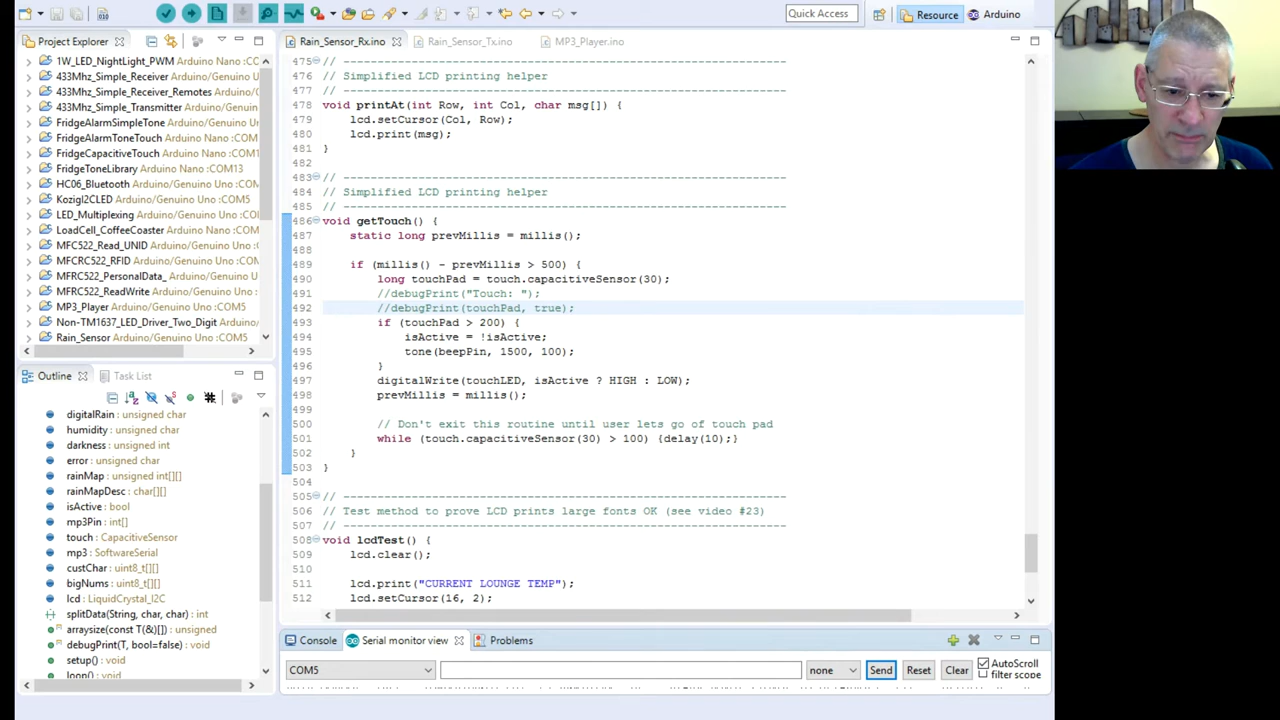 Quick Access
Resource
Arduino
Project Explorer
1W_LED_NightLight_PWM Arduino Nano :CO
433Mhz_Simple_Receiver Arduino/Genuino
433Mhz_Simple_Receiver_Remotes Arduino
433Mhz_Simple_Transmitter Arduino/Genui
FridgeAlarmSimpleTone Arduino/Genuino U
FridgeAlarmToneTouch Arduino/Genuino U
FridgeCapacitiveTouch Arduino Nano :COM1
FridgeToneLibrary Arduino Nano :COM13
HC06_Bluetooth Arduino/Genuino Uno :CO
Kozigl2CLED Arduino/Genuino Uno :COM5
LED_Multiplexing Arduino/Genuino Uno :CO
LoadCell_CoffeeCoaster Arduino/Genuino U
MFC522_Read_UNID Arduino/Genuino Uno
MFRC522_RFID Arduino/Genuino Uno :CO
MFRC522_PersonalData_ Arduino/Genuino U
MFRC522_ReadWrite Arduino/Genuino Uno :
MP3_Player Arduino/Genuino Uno :COM5
Non-TM1637_LED_Driver_Two_Digit Arduino
Rain_Sensor Arduino/Genuino Uno :COM5
Outline
Task List
digitalRain : unsigned char
humidity : unsigned char
darkness : unsigned int
error : unsigned char
rainMap : unsigned int[][]
rainMapDesc : char[][]
isActive : bool
mp3Pin : int[]
touch : CapacitiveSensor
mp3 : SoftwareSerial
custChar : uint8_t[][]
bigNums : uint8_t[][]
lcd : LiquidCrystal_I2C
splitData(String, char, char) : int
arraysize(const T(&)[]) : unsigned
debugPrint(T, bool=false) : void
setup() : void
loop() : void
Rain_Sensor_Rx.ino
Rain_Sensor_Tx.ino
MP3_Player.ino
475 // -----------------------------------------------------------------
476 // Simplified LCD printing helper
477 // -----------------------------------------------------------------
478 void printAt(int Row, int Col, char msg[]) {
479 lcd.setCursor(Col, Row);
480 lcd.print(msg);
481 }
482
483 // -----------------------------------------------------------------
484 // Simplified LCD printing helper
485 // -----------------------------------------------------------------
486 void getTouch() {
487 static long prevMillis = millis();
488
489 if (millis() - prevMillis > 500) {
490 long touchPad = touch.capacitiveSensor(30);
491 //debugPrint("Touch: ");
492 //debugPrint(touchPad, true);
493 if (touchPad > 200) {
494 isActive = !isActive;
495 tone(beepPin, 1500, 100);
496 }
497 digitalWrite(touchLED, isActive ? HIGH : LOW);
498 prevMillis = millis();
499
500 // Don't exit this routine until user lets go of touch pad
501 while (touch.capacitiveSensor(30) > 100) {delay(10);}
502 }
503 }
504
505 // -----------------------------------------------------------------
506 // Test method to prove LCD prints large fonts OK (see video #23)
507 // -----------------------------------------------------------------
508 void lcdTest() {
509 lcd.clear();
510
511 lcd.print("CURRENT LOUNGE TEMP");
512 lcd.setCursor(16, 2);
Console
Serial monitor view
Problems
COM5
none
Send
Reset
Clear
AutoScroll
filter scope